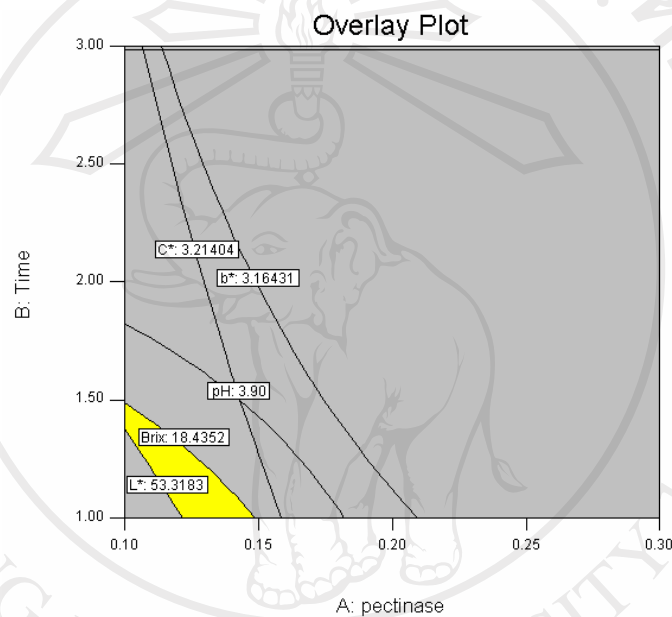 Overlay Plot
3.00
2.50
2.00
1.50
1.00
B: Time
C*: 3.21404
b*: 3.16431
pH: 3.90
Brix: 18.4352
L*: 53.3183
0.10
0.15
0.20
0.25
0.30
A: pectinase